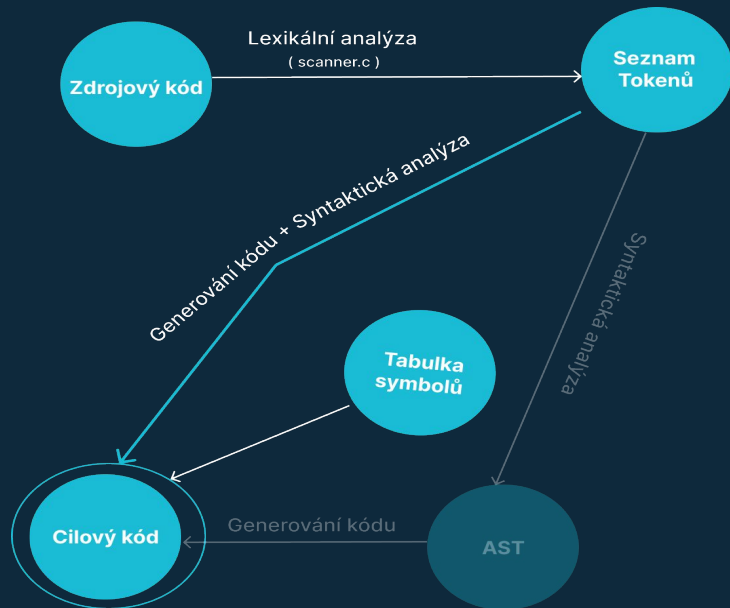 Lexikální analýza
( scanner.c )
Zdrojový kód
Seznam
Tokenů
Generování kódu + Syntaktická analýza
Syntaktická analýza
Tabulka
symbolů
Cilový kód
Generování kódu
AST